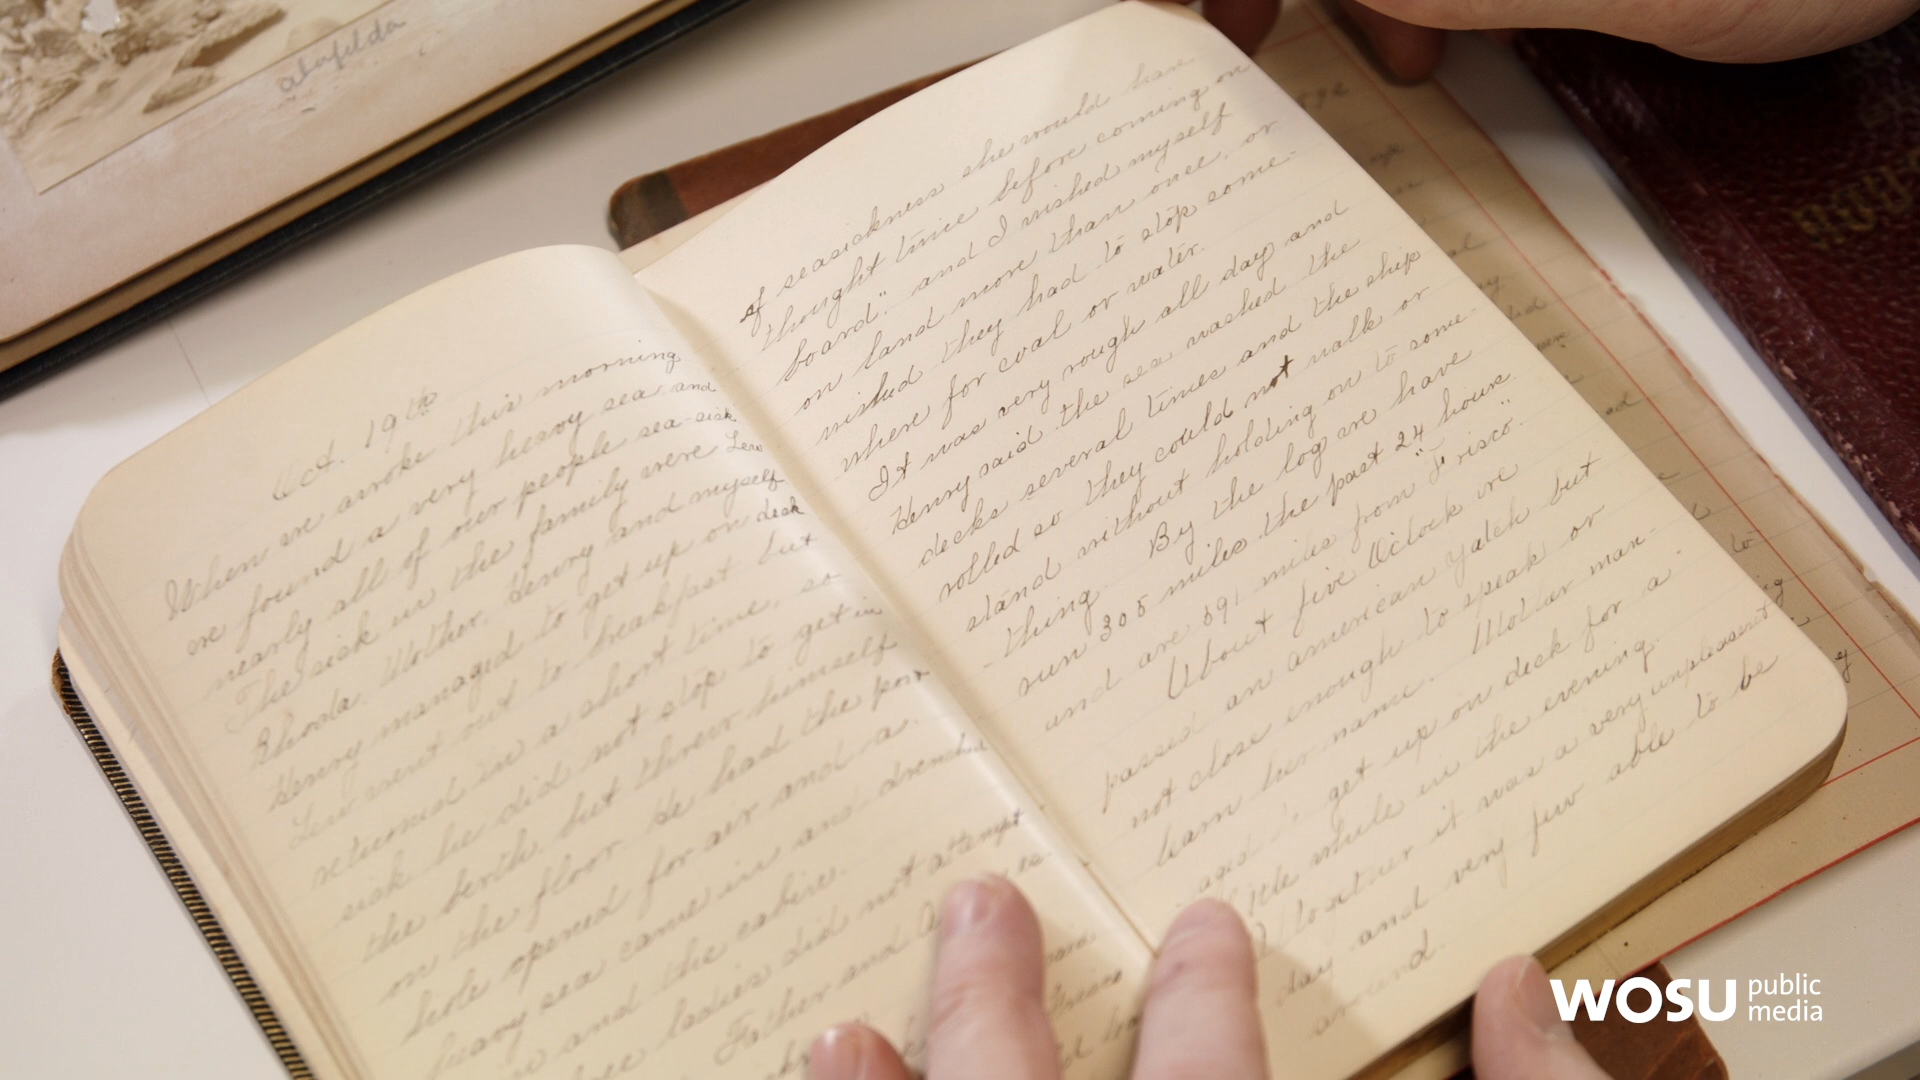 alafelda
Oct. 19th
When we awoke this morning
we found a very heavy sea and
nearly all of our people sea-sick
The sick in the family were Lew
Rhoda. Mother. Henry and myself
Henry managed to get up on deck
Lew went out to breakfast but
returned in a short time, so
sick he did not stop to get in
the berth but threw himself
on the floor He had the port
hole opened for air and a
heavy sea came in and drenched
and the cabin.
ladies did not attempt
Father and
Frisco
of seasickness she would have
thought twice before coming on
board", and I wished myself
on land more than once, or
wished they had to stop some-
where for coal or water.
It was very rough all day and
Henry said the sea washed the
decks several times and the ship
rolled so they could not walk or
stand without holding on to some-
-thing. By the log we have
run 305 miles the past 24 hours
and are 591 miles from "Frisco".
About five Oclock we
passed an american yatch but
not close enough to speak or
learn her name. Mother man-
aged to get up on deck for a
little while in the evening.
All togather it was a very unpleasent
day and very few able to be
around.
WOSU public
media